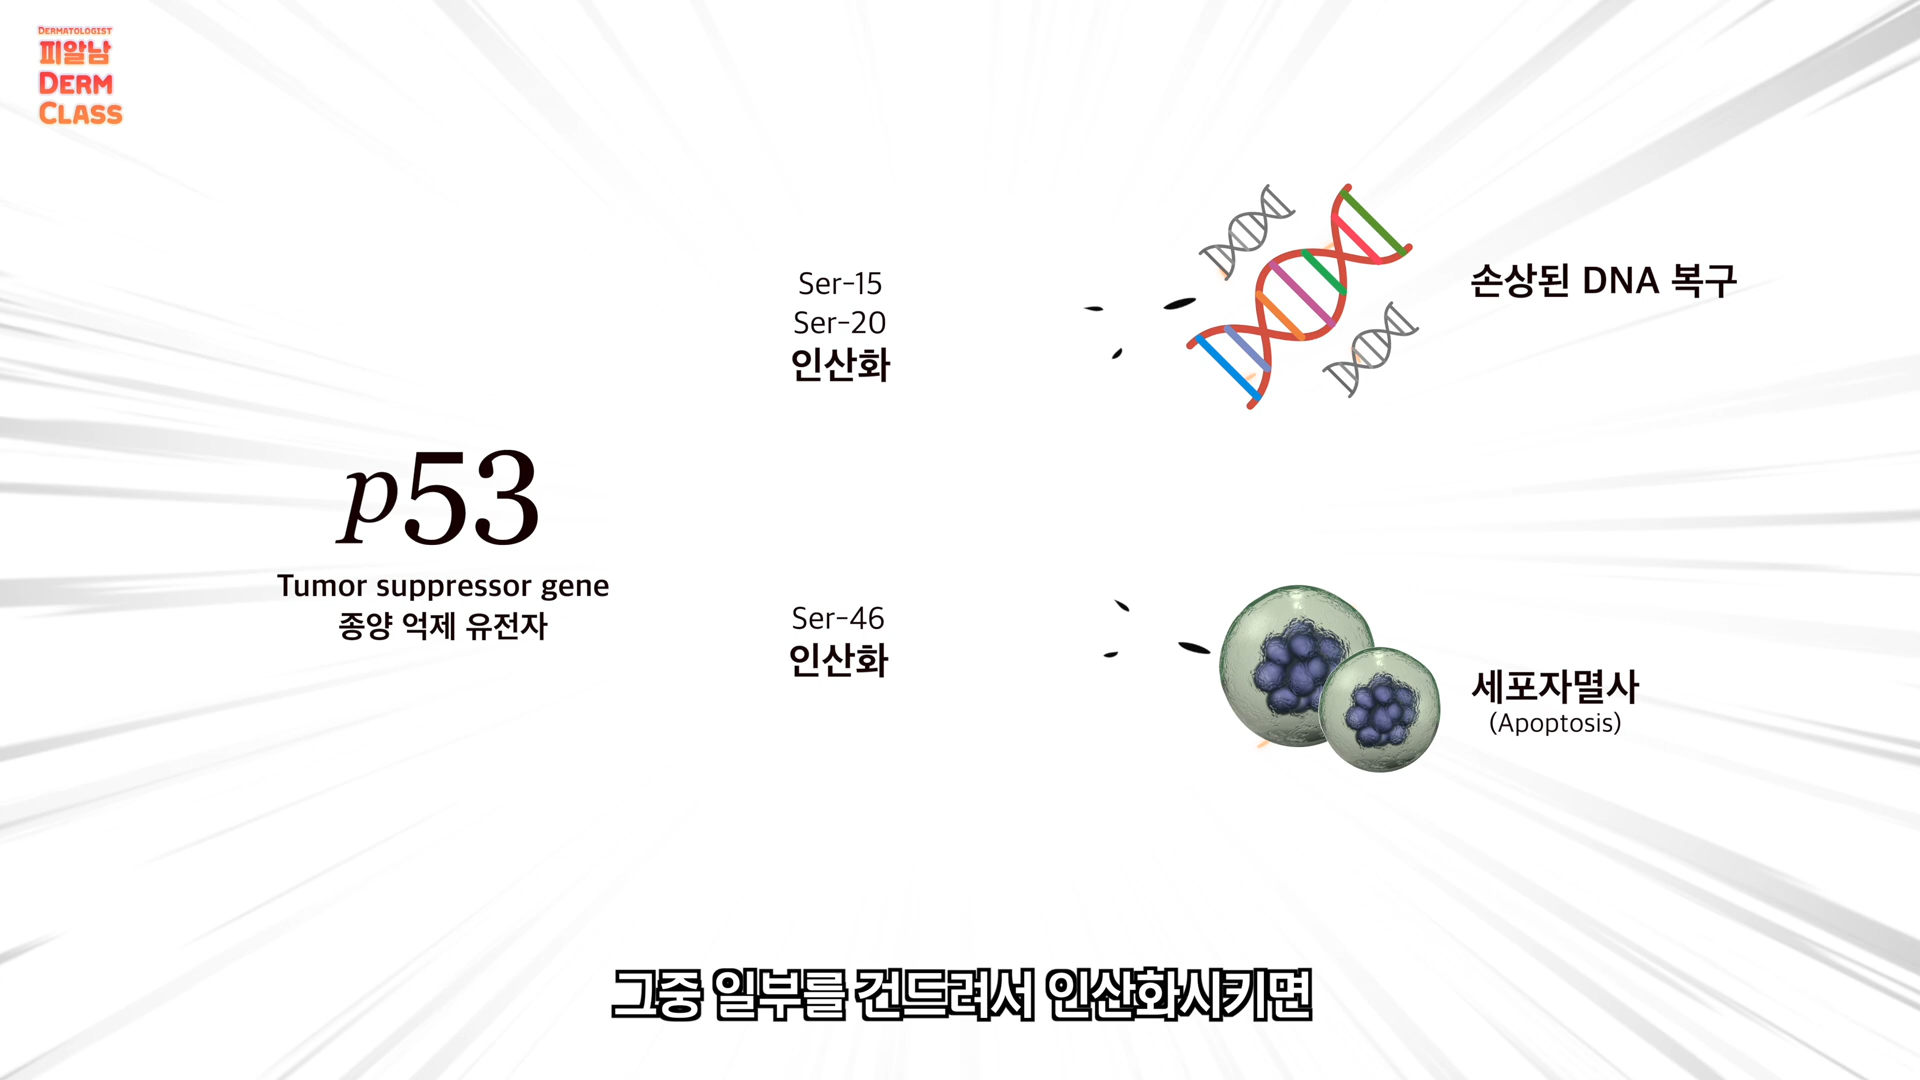 DERMATOLOGIST
피알남
DERM
CLASS
Ser-15
Ser-20
인산화
손상된 DNA 복구
p53
Tumor suppressor gene
종양 억제 유전자
Ser-46
인산화
세포자멸사
(Apoptosis)
그중 일부를 건드려서 인산화시키면